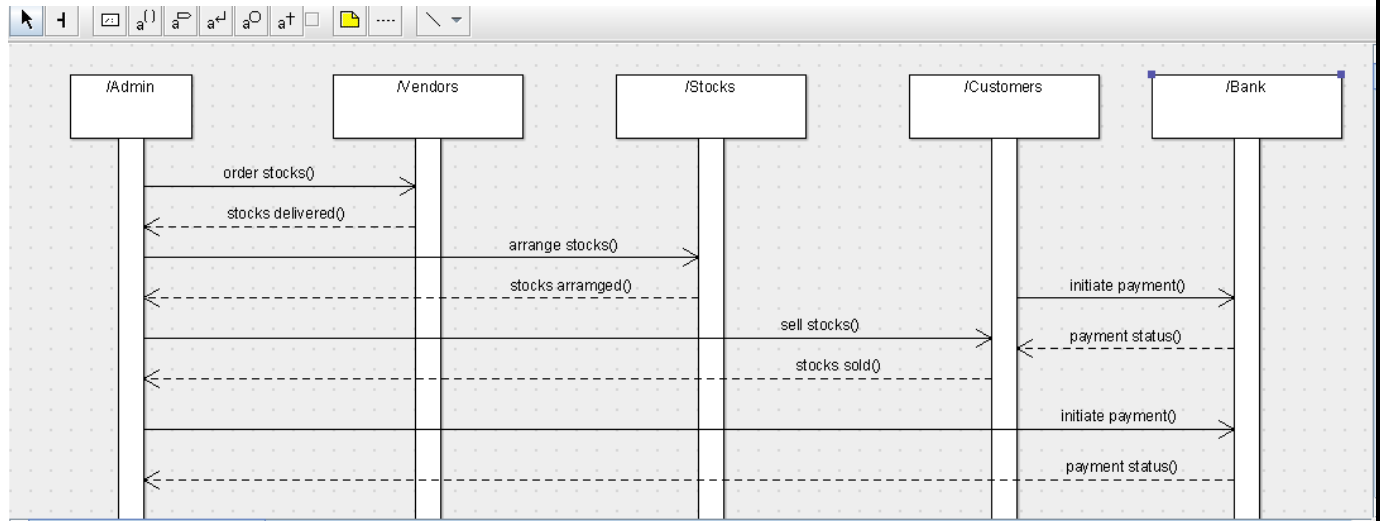 a()
a
a
a
a†
/Admin
/Vendors
/Stocks
/Customers
/Bank
order stocks()
stocks delivered()
arrange stocks()
stocks arramged()
initiate payment()
sell stocks()
payment status()
stocks sold()
initiate payment()
payment status()